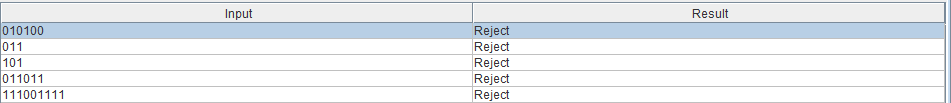 Input Result
010100 Reject
011 Reject
101 Reject
011011 Reject
111001111 Reject